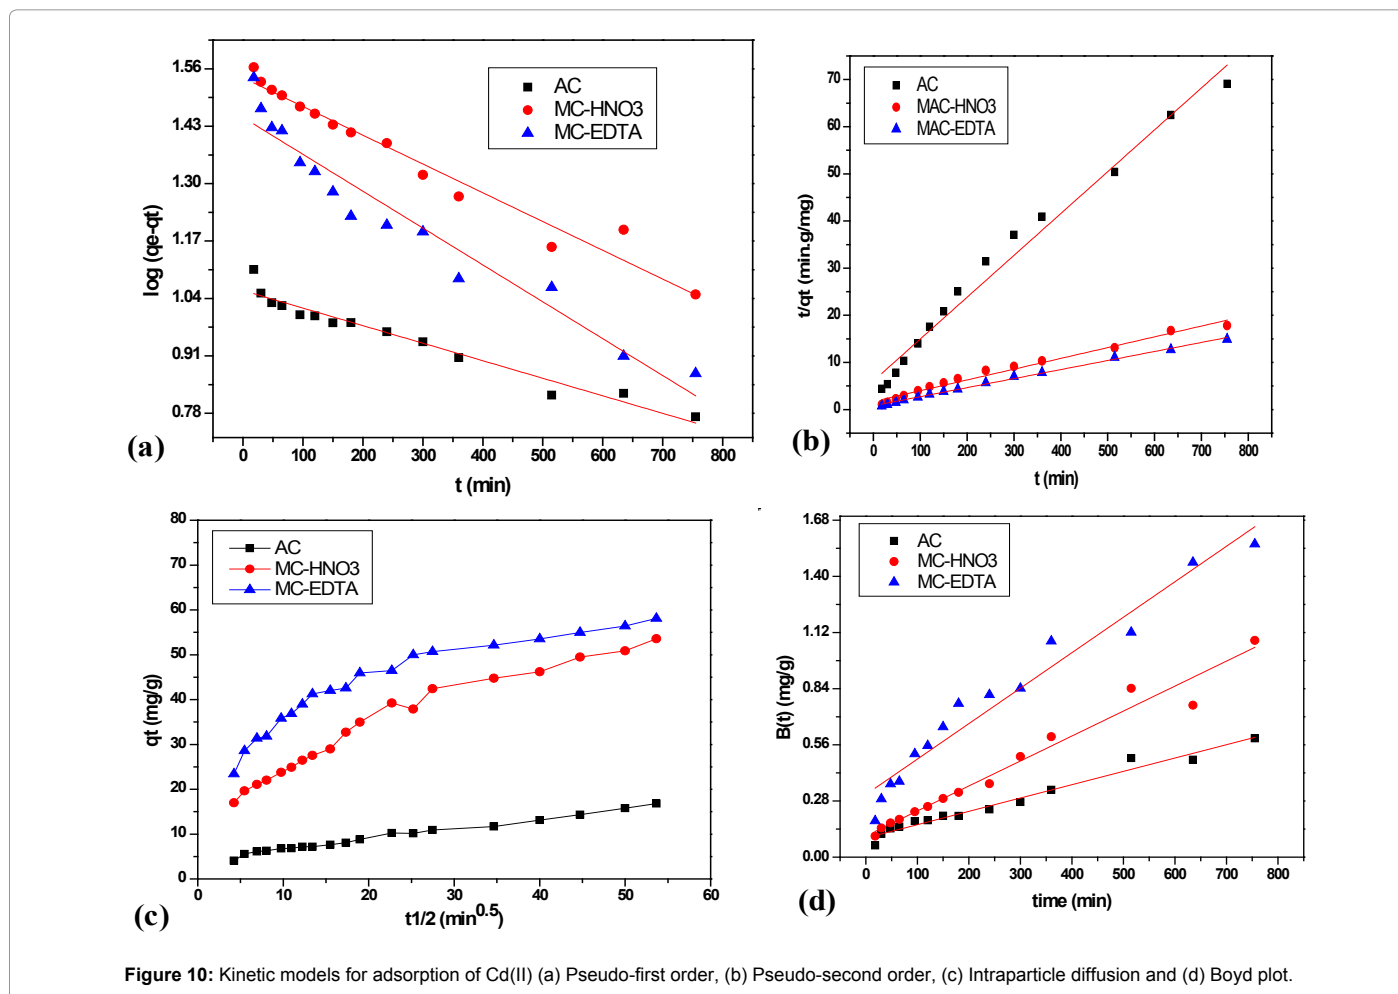 1.56
1.43
1.30
1.17
1.04
0.91
0.78
log (qe-qt)
AC
MC-HNO3
MC-EDTA
0 100 200 300 400 500 600 700 800
t (min)
(a)
70
60
50
40
30
20
10
0
t/qt (min.g/mg)
AC
MAC-HNO3
MAC-EDTA
0 100 200 300 400 500 600 700 800
t (min)
(b)
80
70
60
50
40
30
20
10
0
qt (mg/g)
AC
MC-HNO3
MC-EDTA
0 10 20 30 40 50 60
t1/2 (min0.5)
(c)
1.68
1.40
1.12
0.84
0.56
0.28
0.00
B(t) (mg/g)
AC
MC-HNO3
MC-EDTA
0 100 200 300 400 500 600 700 800
time (min)
(d)
Figure 10: Kinetic models for adsorption of Cd(II) (a) Pseudo-first order, (b) Pseudo-second order, (c) Intraparticle diffusion and (d) Boyd plot.